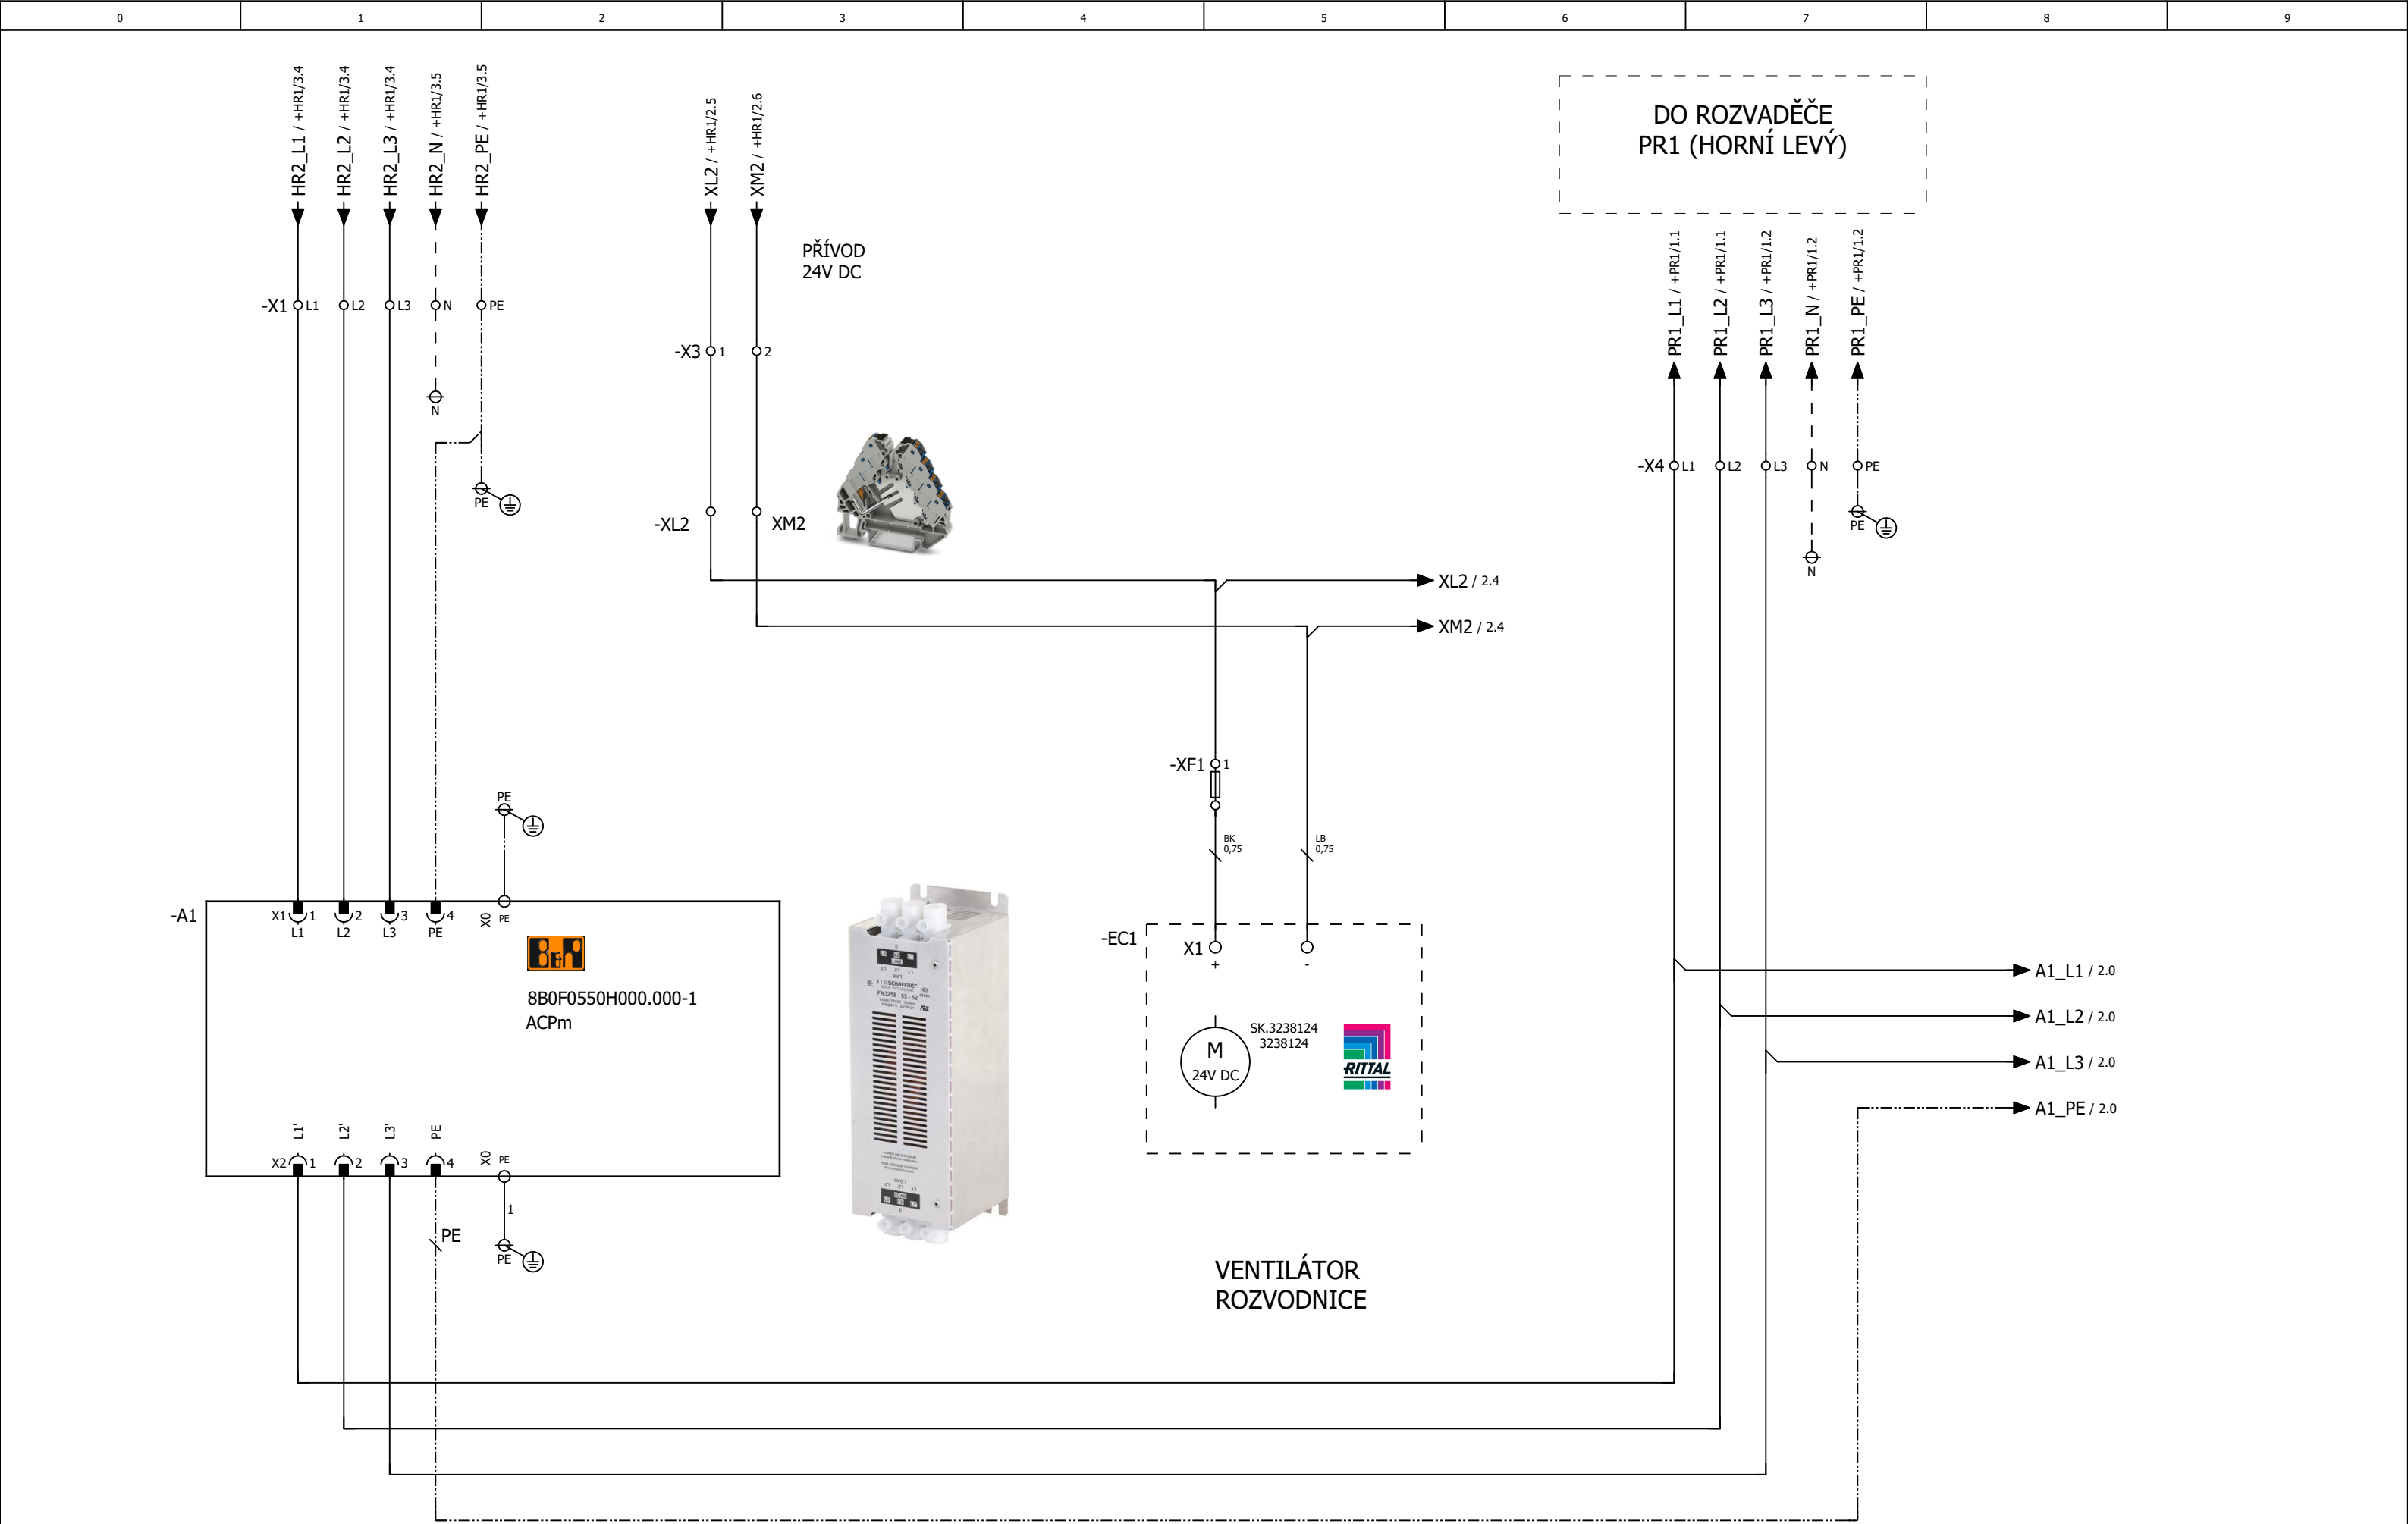 0 1 2 3 4 5 6 7 8 9
HR2_L1 / +HR1/3.4
HR2_L2 / +HR1/3.4
HR2_L3 / +HR1/3.4
HR2_N / +HR1/3.5
HR2_PE / +HR1/3.5
XL2 / +HR1/2.5
XM2 / +HR1/2.6
PŘÍVOD
24V DC
DO ROZVADĚČE
PR1 (HORNÍ LEVÝ)
PR1_L1 / +PR1/1.1
PR1_L2 / +PR1/1.1
PR1_L3 / +PR1/1.2
PR1_N / +PR1/1.2
PR1_PE / +PR1/1.2
-X1 L1 L2 L3 N PE
-X3 1 2
N
-X4 L1 L2 L3 N PE
PE
-XL2 XM2
PE
N
XL2 / 2.4
XM2 / 2.4
-XF1 1
PE
BK
0,75
LB
0,75
-A1
X1 1 2 3 4 X0 PE
L1 L2 L3 PE
B&R
8B0F0550H000.000-1
ACPm
-EC1
X1
+ -
M
24V DC
SK.3238124
3238124
RITTAL
SCHAFFNER
FN3258 - 55 - 52
LINE
LOAD
A1_L1 / 2.0
A1_L2 / 2.0
A1_L3 / 2.0
A1_PE / 2.0
L1' L2' L3' PE
X2 1 2 3 4 X0 PE
1
PE
PE
VENTILÁTOR
ROZVODNICE